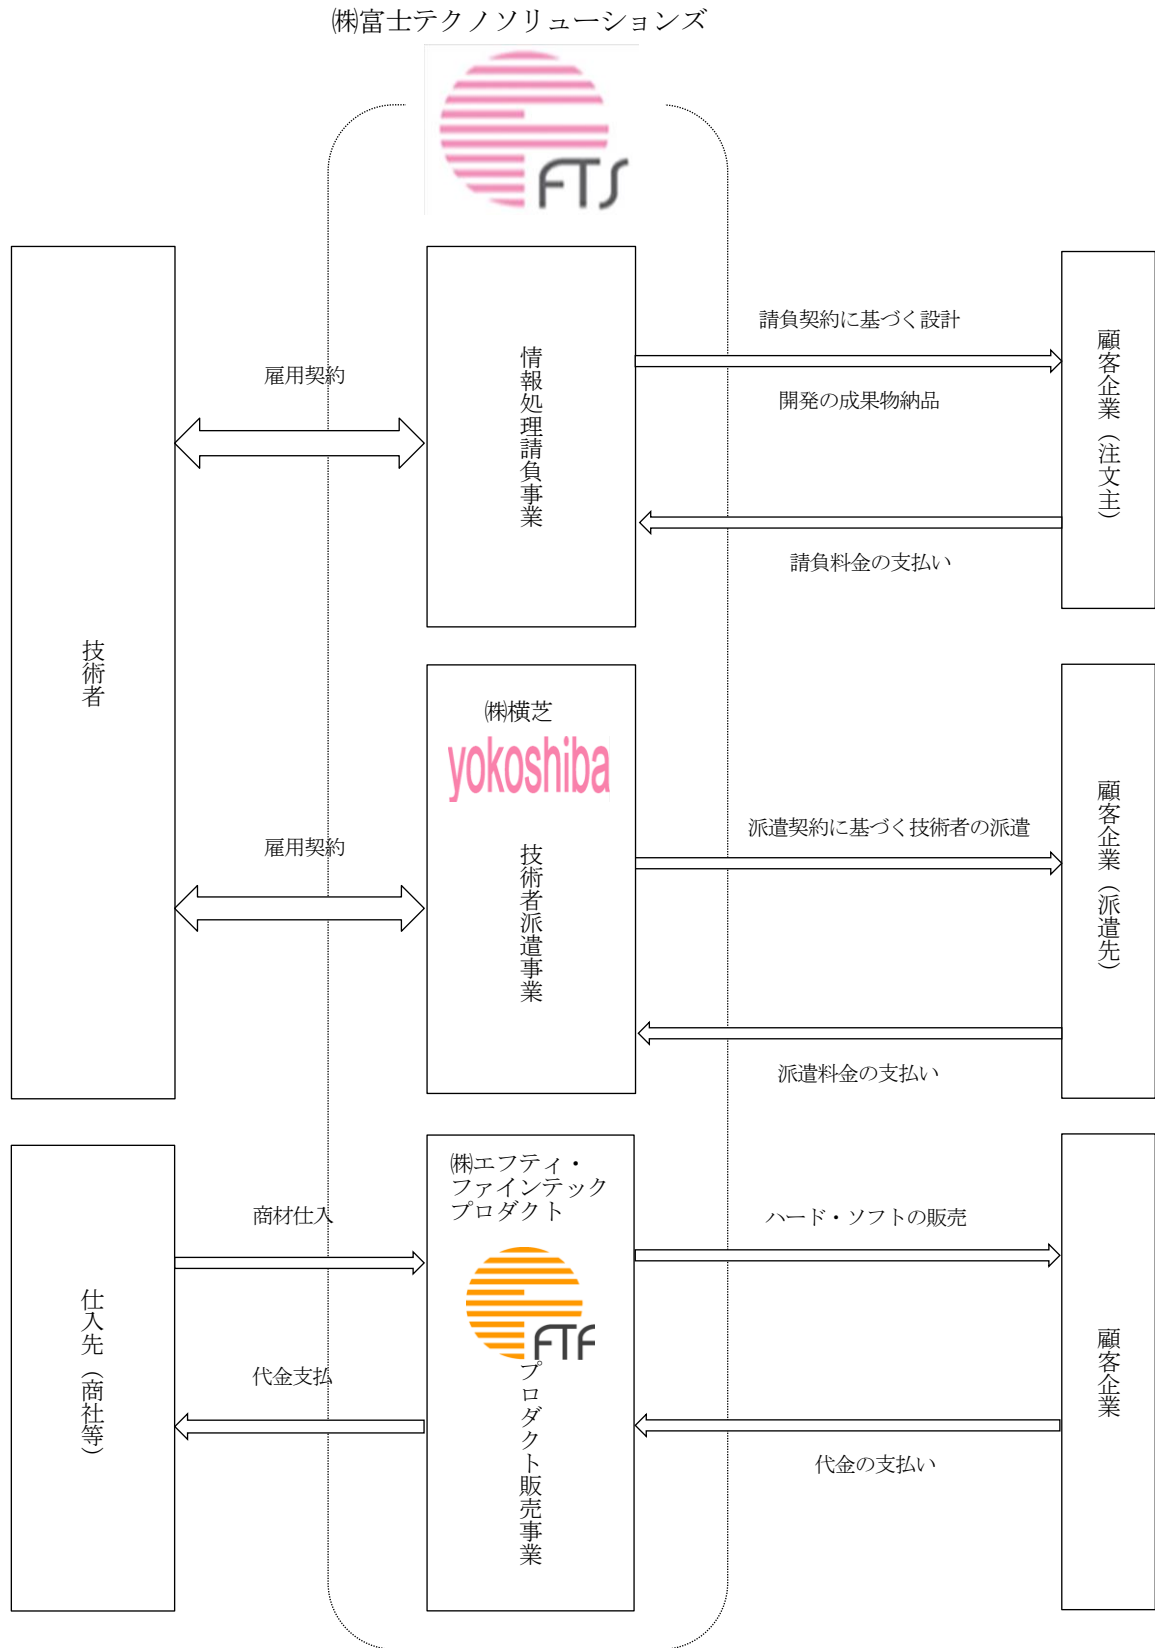 ㈱富士テクノソリューションズ
FTS
技術者
雇用契約
情報処理請負事業
請負契約に基づく設計
開発の成果物納品
請負料金の支払い
顧客企業（注文主）
雇用契約
㈱横芝
yokoshiba
技術者派遣事業
派遣契約に基づく技術者の派遣
派遣料金の支払い
顧客企業（派遣先）
仕入先（商社等）
商材仕入
代金支払
㈱エフティ・
ファインテック
プロダクト
FTF
プロダクト販売事業
ハード・ソフトの販売
代金の支払い
顧客企業